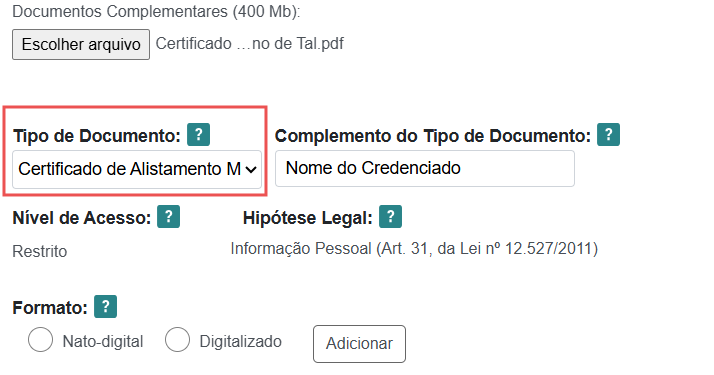 Documentos Complementares (400 Mb):
Escolher arquivo Certificado ...no de Tal.pdf
Tipo de Documento: ? Complemento do Tipo de Documento: ?
Certificado de Alistamento M Nome do Credenciado
Nível de Acesso: ? Hipótese Legal: ?
Restrito Informação Pessoal (Art. 31, da Lei nº 12.527/2011)
Formato: ?
Nato-digital Digitalizado Adicionar